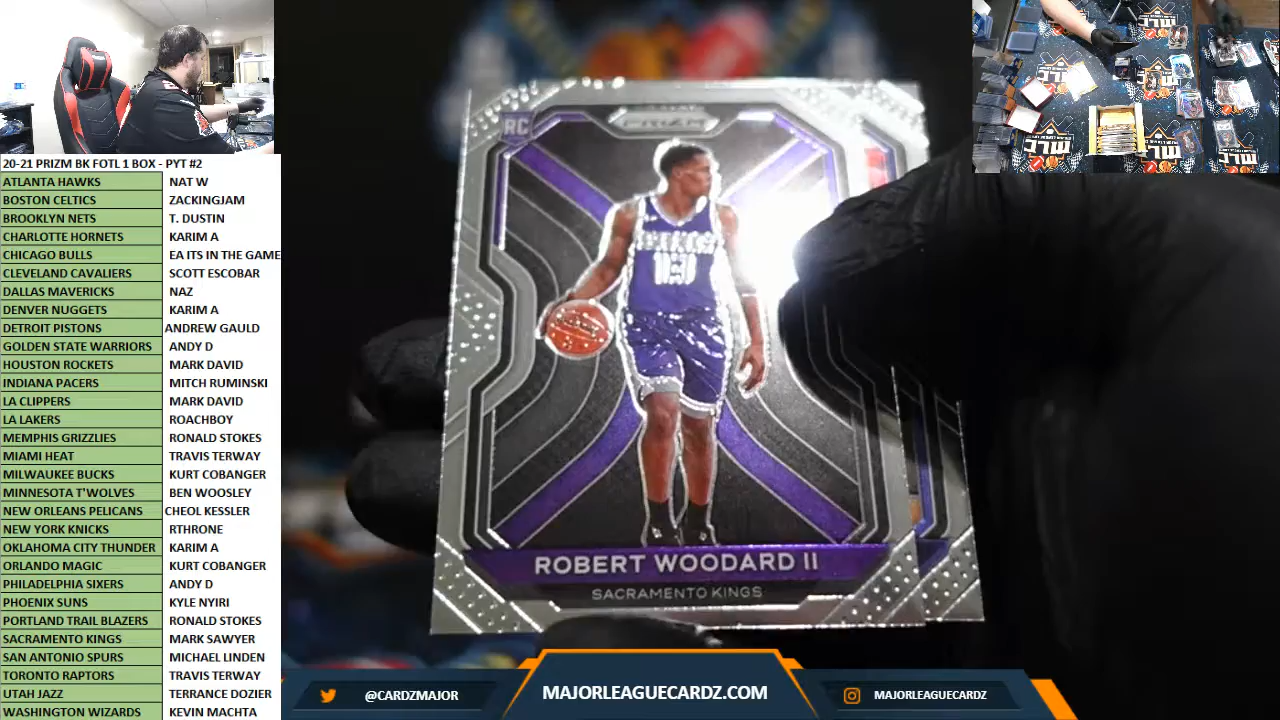 20-21 PRIZM BK FOTL 1 BOX - PYT #2
ATLANTA HAWKS NAT W
BOSTON CELTICS ZACKINGJAM
BROOKLYN NETS T. DUSTIN
CHARLOTTE HORNETS KARIM A
CHICAGO BULLS EA ITS IN THE GAME
CLEVELAND CAVALIERS SCOTT ESCOBAR
DALLAS MAVERICKS NAZ
DENVER NUGGETS KARIM A
DETROIT PISTONS ANDREW GAULD
GOLDEN STATE WARRIORS ANDY D
HOUSTON ROCKETS MARK DAVID
INDIANA PACERS MITCH RUMINSKI
LA CLIPPERS MARK DAVID
LA LAKERS ROACHBOY
MEMPHIS GRIZZLIES RONALD STOKES
MIAMI HEAT TRAVIS TERWAY
MILWAUKEE BUCKS KURT COBANGER
MINNESOTA T'WOLVES BEN WOOSLEY
NEW ORLEANS PELICANS CHEOL KESSLER
NEW YORK KNICKS RTHRONE
OKLAHOMA CITY THUNDER KARIM A
ORLANDO MAGIC KURT COBANGER
PHILADELPHIA SIXERS ANDY D
PHOENIX SUNS KYLE NYIRI
PORTLAND TRAIL BLAZERS RONALD STOKES
SACRAMENTO KINGS MARK SAWYER
SAN ANTONIO SPURS MICHAEL LINDEN
TORONTO RAPTORS TRAVIS TERWAY
UTAH JAZZ TERRANCE DOZIER
WASHINGTON WIZARDS KEVIN MACHTA
RC
PRIZM
13
ROBERT WOODARD II
SACRAMENTO KINGS
@CARDZMAJOR
MAJORLEAGUECARDZ.COM
MAJORLEAGUECARDZ